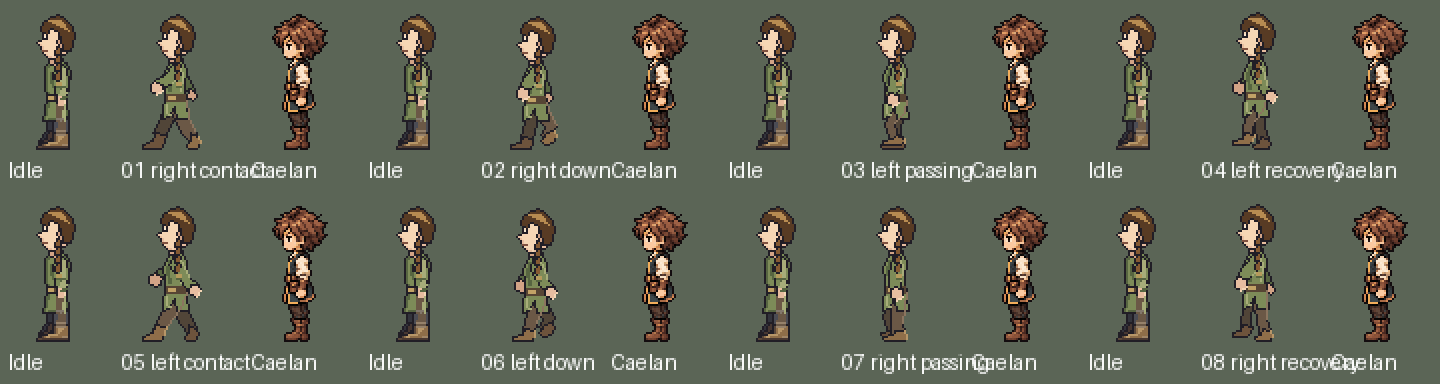 Idle 01 right contact Caelan Idle 02 right down Caelan Idle 03 left passing Caelan Idle 04 left recovery Caelan
Idle 05 left contact Caelan Idle 06 left down Caelan Idle 07 right passing Caelan Idle 08 right recovery Caelan